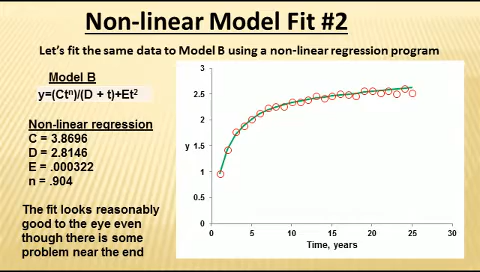 Non-linear Model Fit #2
Let's fit the same data to Model B using a non-linear regression program
Model B
y=(Ctⁿ)/(D + t)+Et²
Non-linear regression
C = 3.8696
D = 2.8146
E = .000322
n = .904
The fit looks reasonably
good to the eye even
though there is some
problem near the end
3
2.5
2
y 1.5
1
0.5
0
0 5 10 15 20 25 30
Time, years